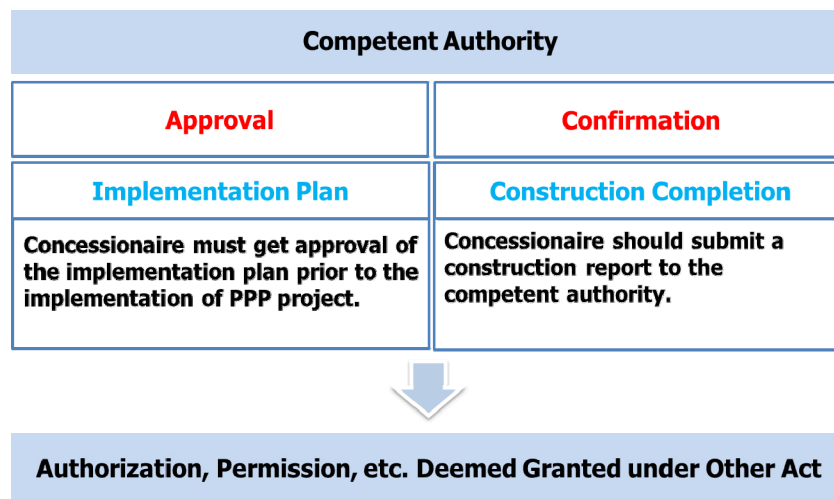 Competent Authority
Approval
Confirmation
Implementation Plan
Construction Completion
Concessionaire must get approval of
the implementation plan prior to the
implementation of PPP project.
Concessionaire should submit a
construction report to the
competent authority.
Authorization, Permission, etc. Deemed Granted under Other Act